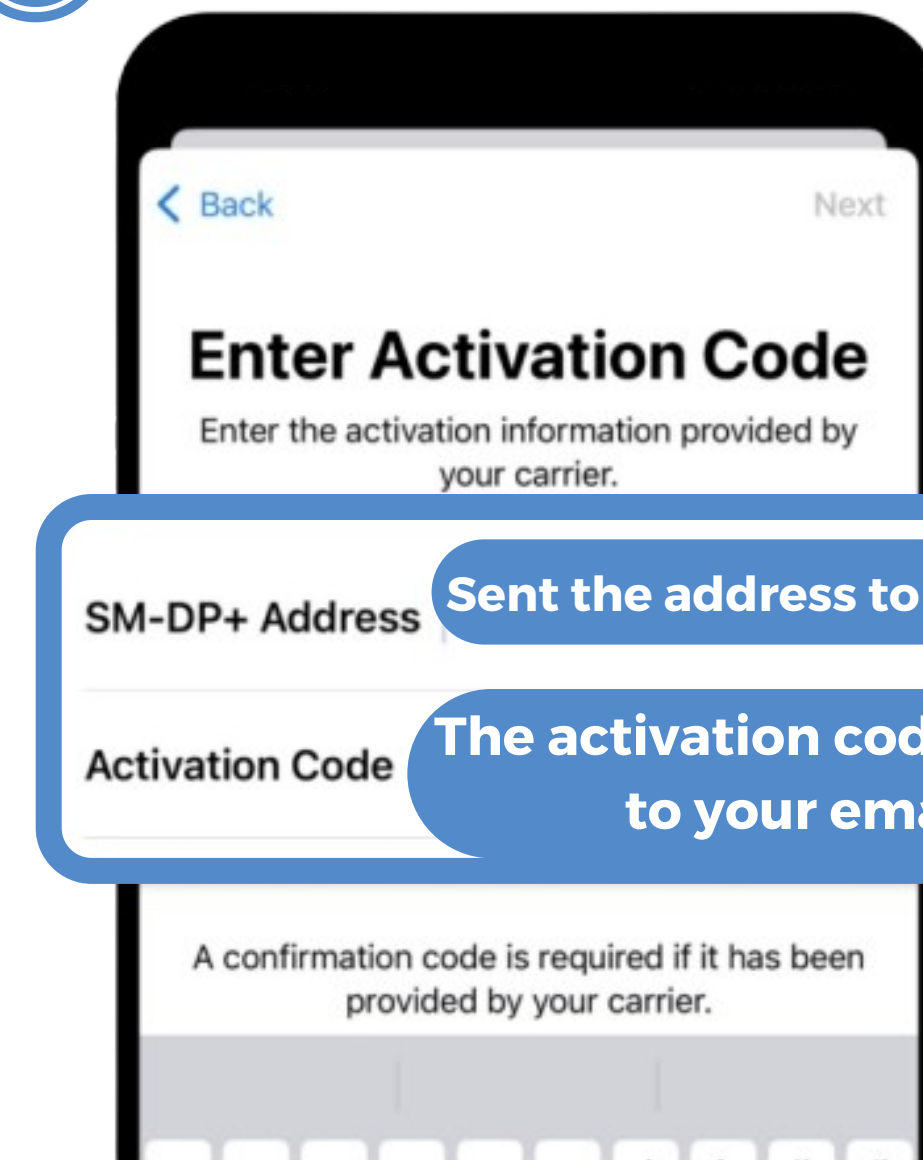 Back
Next
Enter Activation Code
Enter the activation information provided by
your carrier.
SM-DP+ Address
Sent the address to
Activation Code
The activation cod
to your ema
A confirmation code is required if it has been
provided by your carrier.